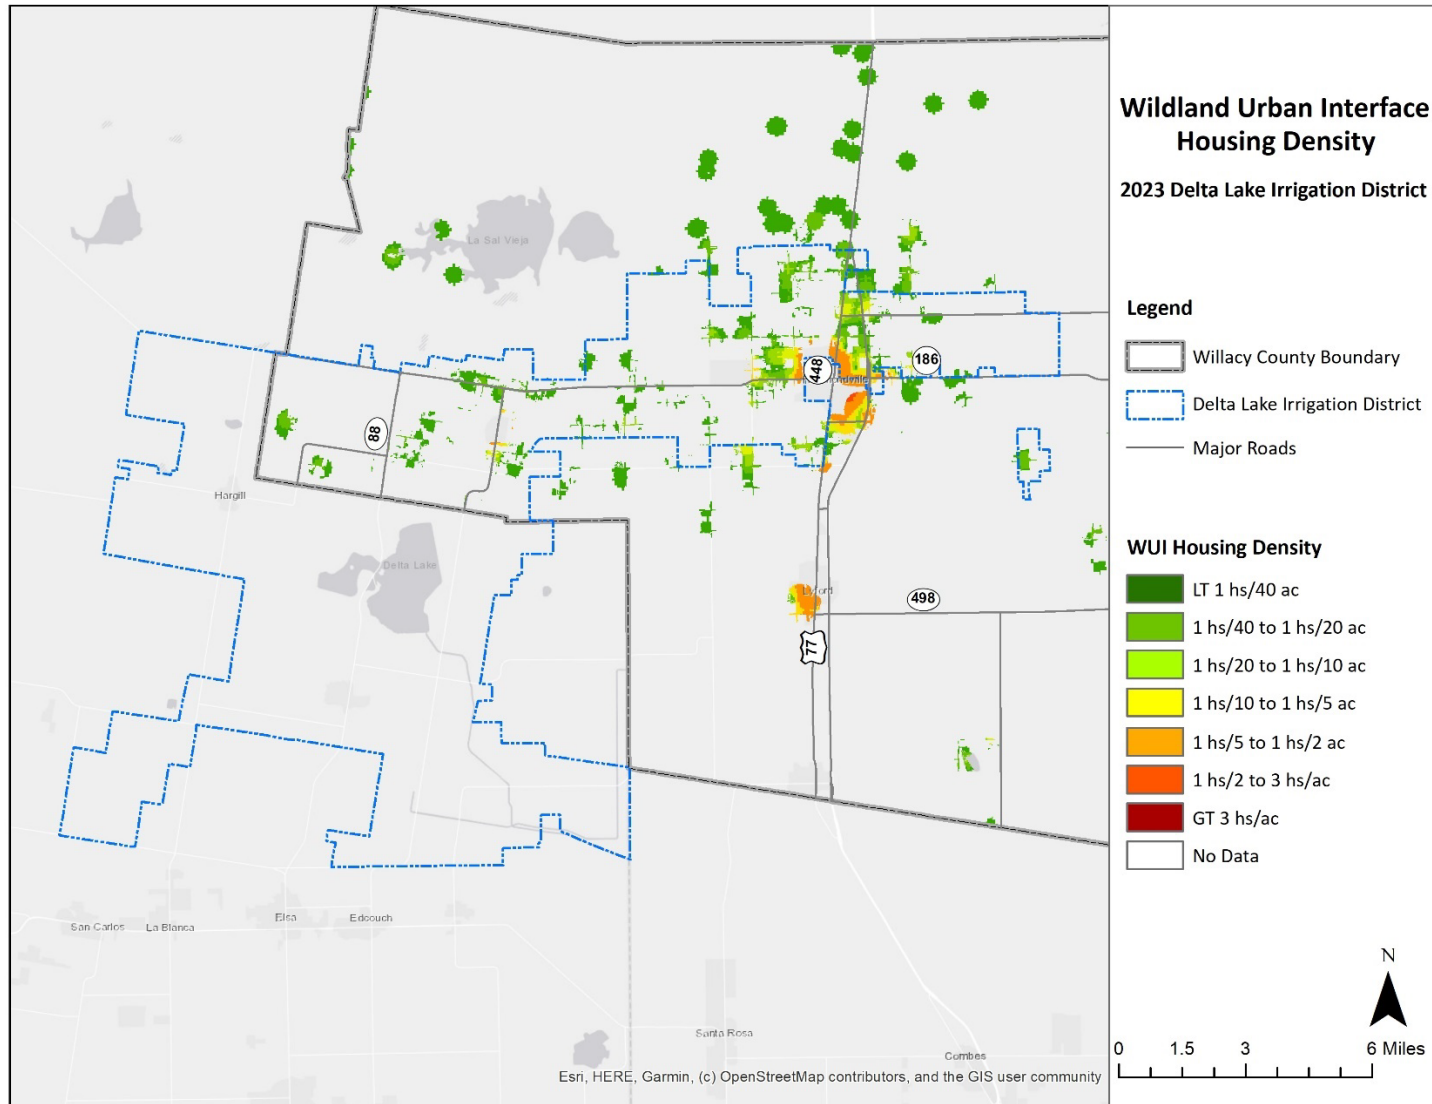 Wildland Urban Interface
Housing Density
2023 Delta Lake Irrigation District
Legend
Willacy County Boundary
Delta Lake Irrigation District
Major Roads
WUI Housing Density
LT 1 hs/40 ac
1 hs/40 to 1 hs/20 ac
1 hs/20 to 1 hs/10 ac
1 hs/10 to 1 hs/5 ac
1 hs/5 to 1 hs/2 ac
1 hs/2 to 3 hs/ac
GT 3 hs/ac
No Data
N
0 1.5 3 6 Miles
La Sal Vieja
186
448
88
Hargill
Delta Lake
498
77
San Carlos
La Blanca
Elsa
Edcouch
Santa Rosa
Combes
Esri, HERE, Garmin, (c) OpenStreetMap contributors, and the GIS user community